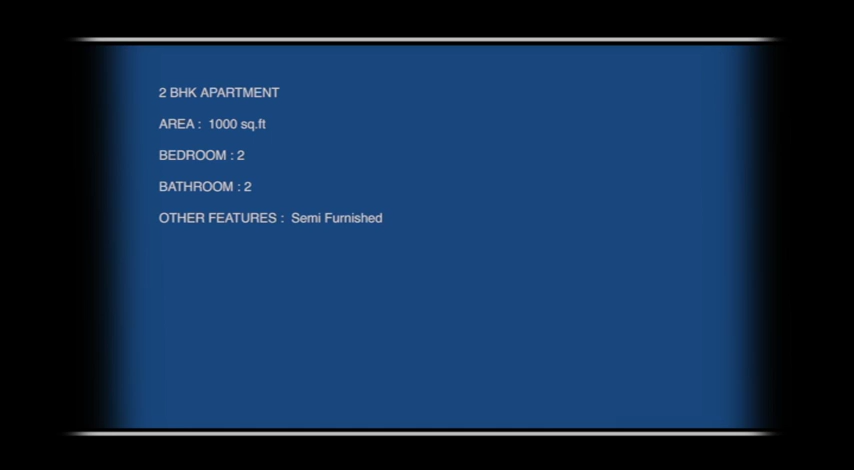 2 BHK APARTMENT
AREA :  1000 sq.ft
BEDROOM : 2
BATHROOM : 2
OTHER FEATURES :  Semi Furnished